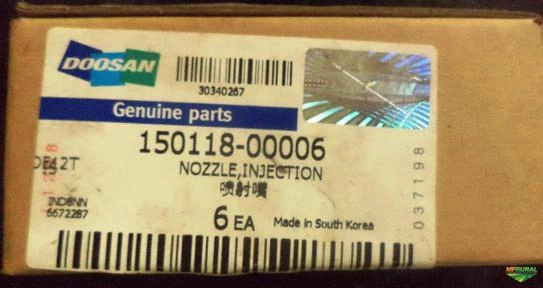 DOOSAN
30340267
Genuine parts
150118-00006
DE12T
NOZZLE,INJECTION
喷射嘴
IND8NN
6672287
6 EA
Made in South Korea
037198
MFRURAL